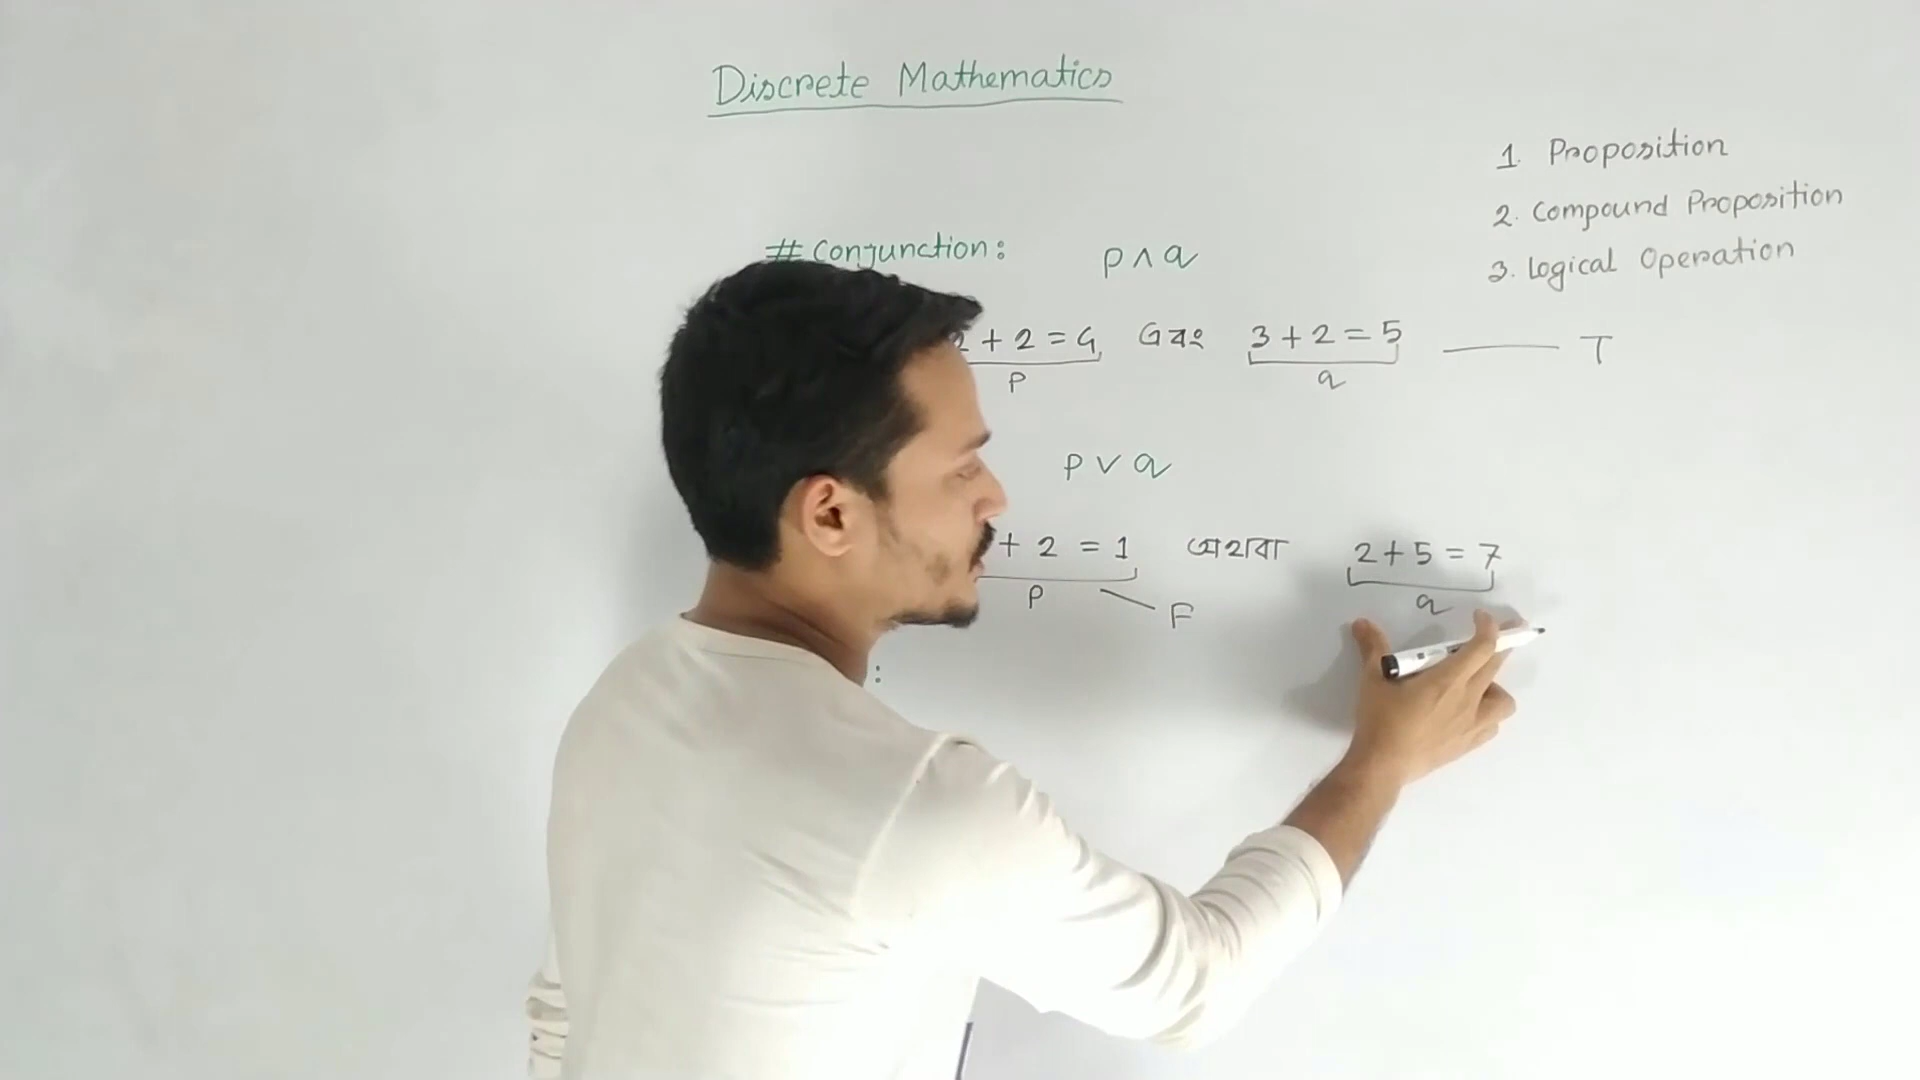 Discrete Mathematics
1. Proposition
2. Compound Proposition
3. Logical Operation
# Conjunction: p ∧ q
2 + 2 = 4 এবং 3 + 2 = 5 T
p q
p ∨ q
+ 2 = 1 অথবা 2 + 5 = 7
p F q
: